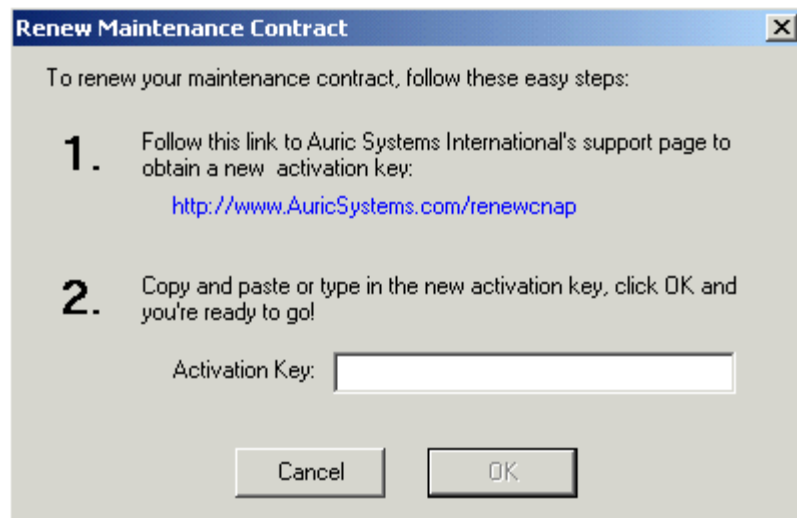 Renew Maintenance Contract
To renew your maintenance contract, follow these easy steps:
1. Follow this link to Auric Systems International's support page to
obtain a new  activation key:
http://www.AuricSystems.com/renewcnap
2. Copy and paste or type in the new activation key, click OK and
you're ready to go!
Activation Key:
Cancel OK